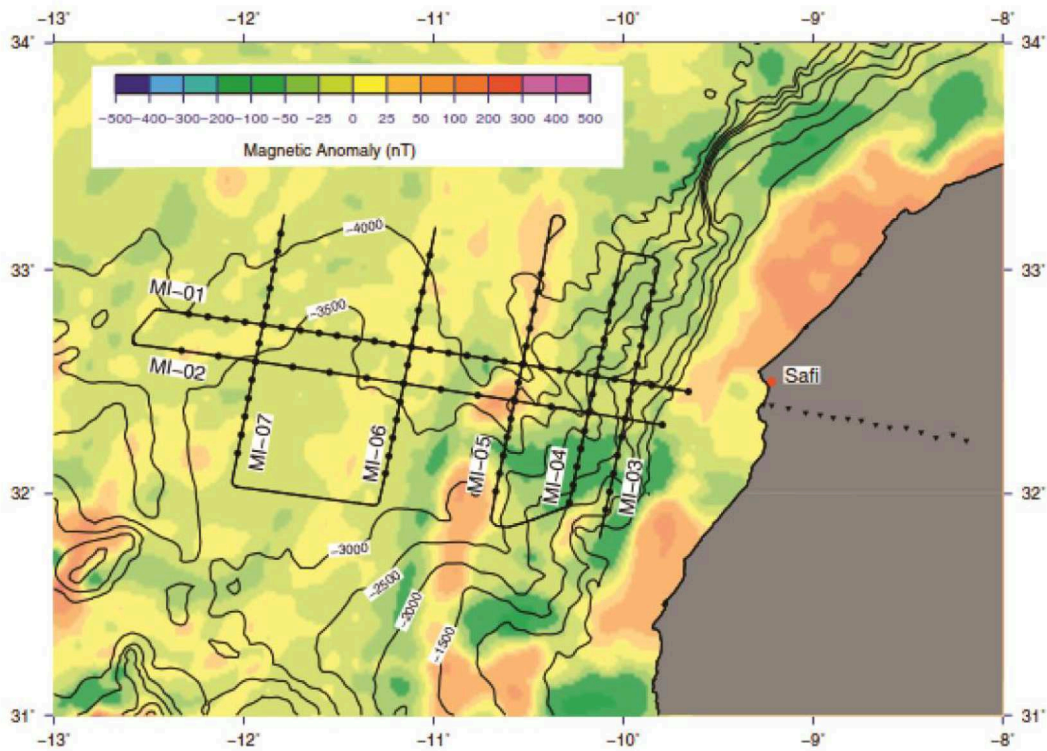 −13° −12° −11° −10° −9° −8°
34° 34°
−500 −400 −300 −200 −100 −50 −25 0 25 50 100 200 300 400 500
Magnetic Anomaly (nT)
−4000
33° 33°
MI−01
−3500
MI−02
Safi
MI−07
MI−06
MI−05
MI−04
MI−03
32° 32°
−3000
−2500
−2000
−1500
31° 31°
−13° −12° −11° −10° −9° −8°